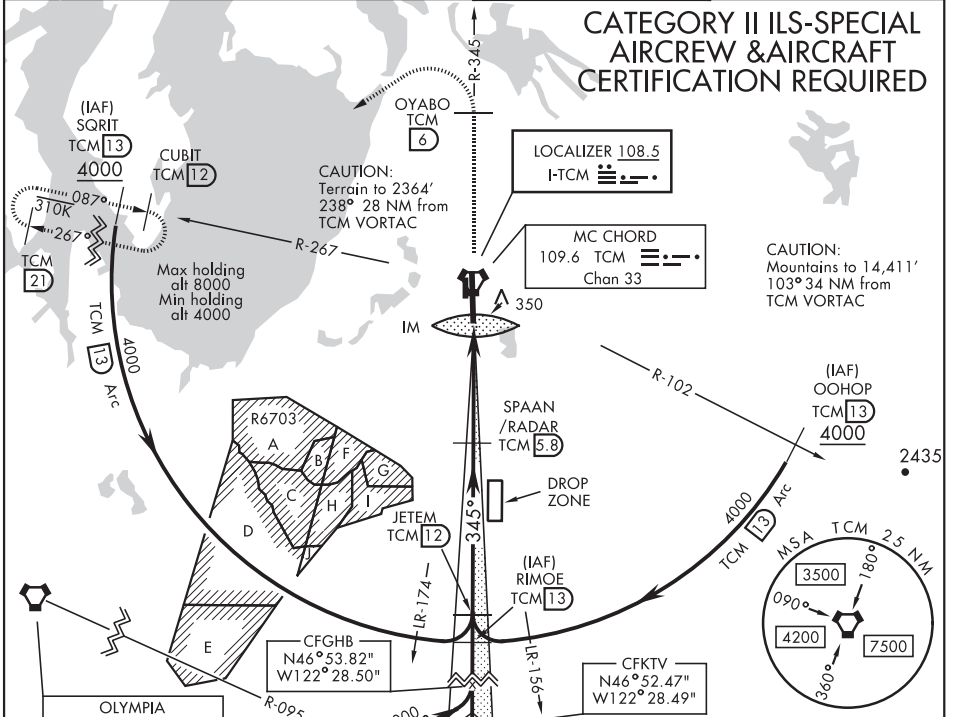 CATEGORY II ILS-SPECIAL
AIRCREW &AIRCRAFT
CERTIFICATION REQUIRED
R-345
OYABO
TCM
6
(IAF)
SQRIT
TCM 13
4000
CUBIT
TCM 12
087°
310K
267°
TCM
21
CAUTION:
Terrain to 2364'
238° 28 NM from
TCM VORTAC
R-267
Max holding
alt 8000
Min holding
alt 4000
LOCALIZER 108.5
I-TCM
MC CHORD
109.6 TCM
Chan 33
CAUTION:
Mountains to 14,411'
103° 34 NM from
TCM VORTAC
350
IM
TCM 13 Arc
4000
R-102
(IAF)
OOHOP
TCM 13
4000
2435
SPAAN
/RADAR
TCM 5.8
R6703
A
B
F
G
C
H
I
D
J
E
DROP
ZONE
345°
JETEM
TCM 12
(IAF)
RIMOE
TCM 13
4000
TCM 13 Arc
LR-174
LR-156
MSA TCM 25 NM
3500
180°
090°
4200
7500
360°
CFGHB
N46°53.82"
W122°28.50"
CFKTV
N46°52.47"
W122°28.49"
R-095
OLYMPIA